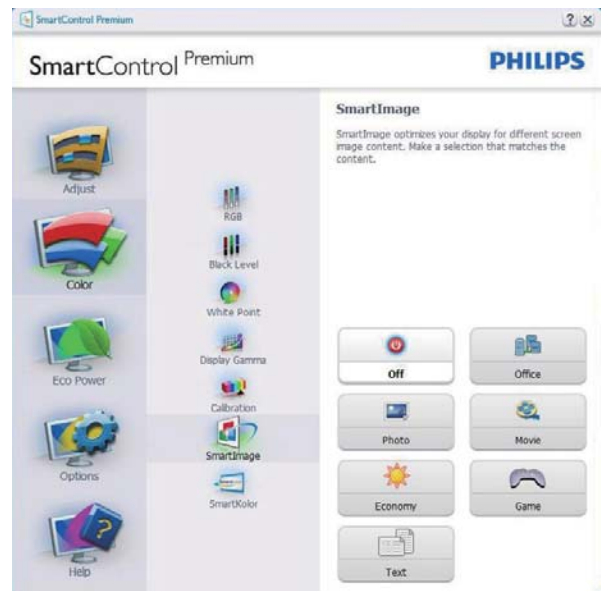 SmartControl Premium
? x
SmartControl Premium
PHILIPS
Adjust
Color
Eco Power
Options
Help
RGB
Black Level
White Point
Display Gamma
Calibration
SmartImage
SmartKolor
SmartImage
SmartImage optimizes your display for different screen
image content. Make a selection that matches the
content.
Off
Office
Photo
Movie
Economy
Game
Text